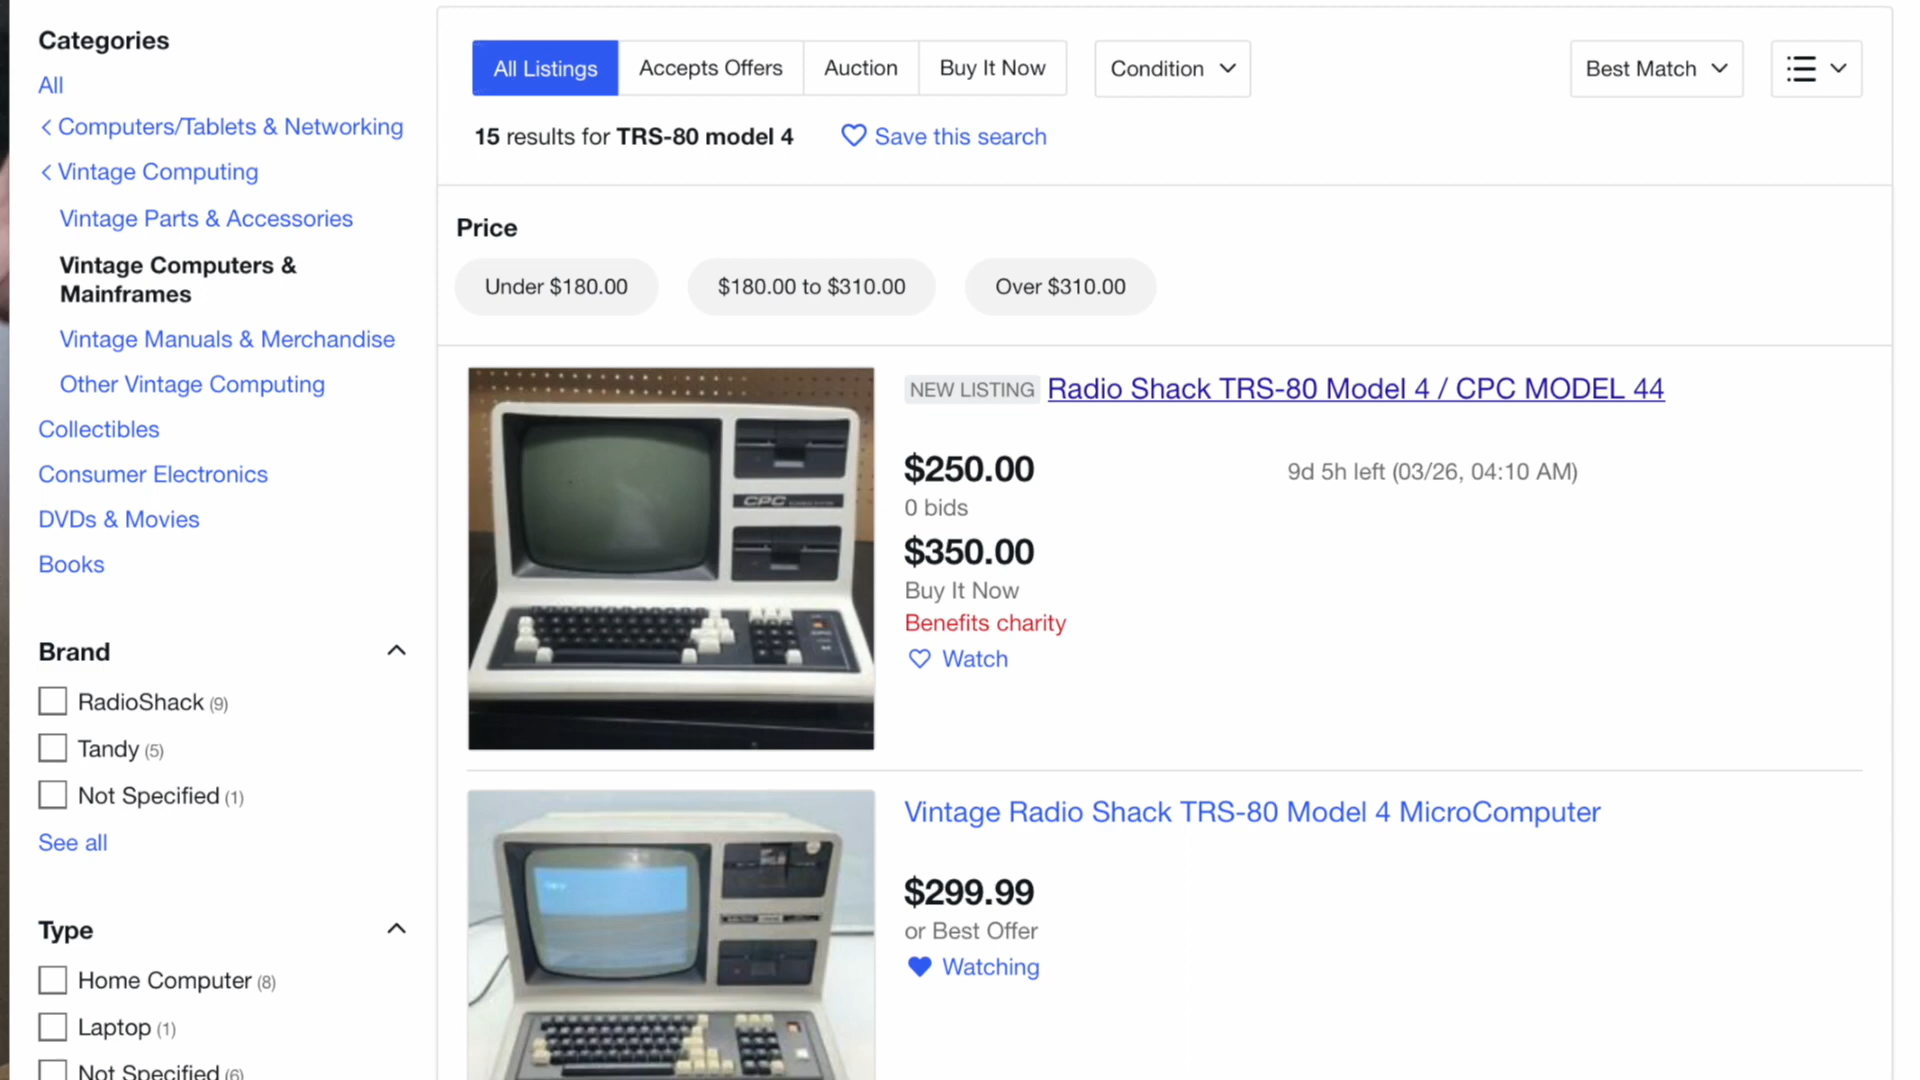 Categories
All
Computers/Tablets & Networking
Vintage Computing
Vintage Parts & Accessories
Vintage Computers &
Mainframes
Vintage Manuals & Merchandise
Other Vintage Computing
Collectibles
Consumer Electronics
DVDs & Movies
Books
Brand
RadioShack (9)
Tandy (5)
Not Specified (1)
See all
Type
Home Computer (8)
Laptop (1)
Not Specified (6)
All Listings
Accepts Offers
Auction
Buy It Now
Condition
Best Match
15 results for TRS-80 model 4
Save this search
Price
Under $180.00
$180.00 to $310.00
Over $310.00
CPC
NEW LISTING Radio Shack TRS-80 Model 4 / CPC MODEL 44
$250.00
9d 5h left (03/26, 04:10 AM)
0 bids
$350.00
Buy It Now
Benefits charity
Watch
Vintage Radio Shack TRS-80 Model 4 MicroComputer
$299.99
or Best Offer
Watching